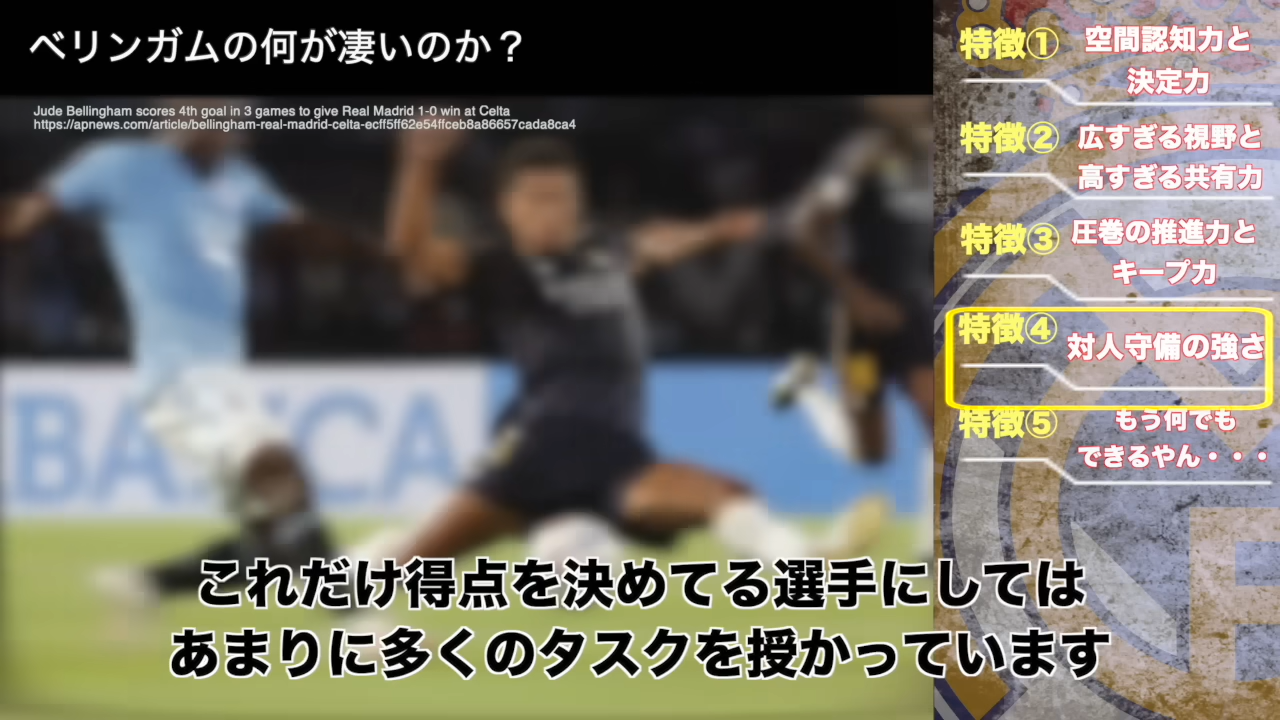 ベリンガムの何が凄いのか？
Jude Bellingham scores 4th goal in 3 games to give Real Madrid 1-0 win at Celta
https://apnews.com/article/bellingham-real-madrid-celta-ecff5ff62e54ffceb8a86657cada8ca4
特徴① 空間認知力と
決定力
特徴② 広すぎる視野と
高すぎる共有力
特徴③ 圧巻の推進力と
キープ力
特徴④ 対人守備の強さ
特徴⑤ もう何でも
できるやん・・・
これだけ得点を決めてる選手にしては
あまりに多くのタスクを授かっています